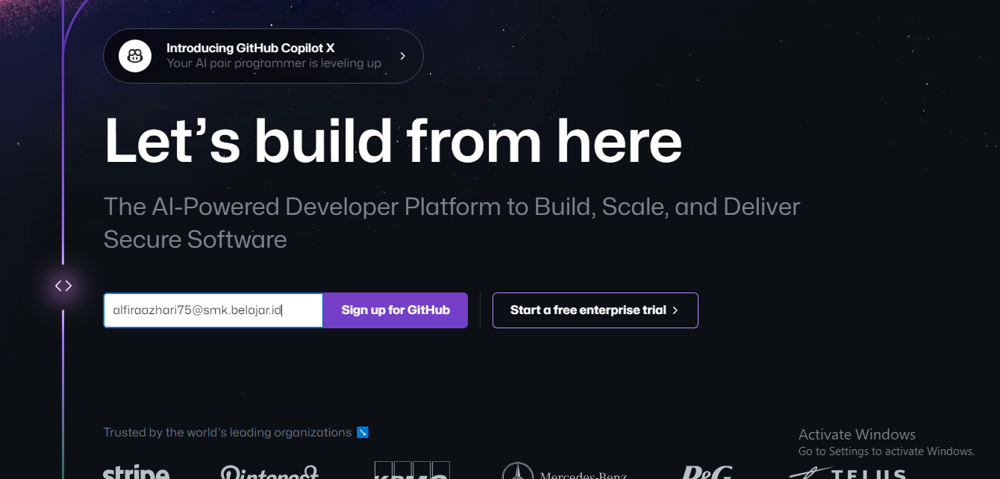 Introducing GitHub Copilot X
Your AI pair programmer is leveling up
Let’s build from here
The AI-Powered Developer Platform to Build, Scale, and Deliver
Secure Software
alfiraazhari75@smk.belajar.id
Sign up for GitHub
Start a free enterprise trial
Trusted by the world’s leading organizations
Activate Windows
Go to Settings to activate Windows.
stripe
Pinterest
KPMG
Mercedes-Benz
P&G
TELUS